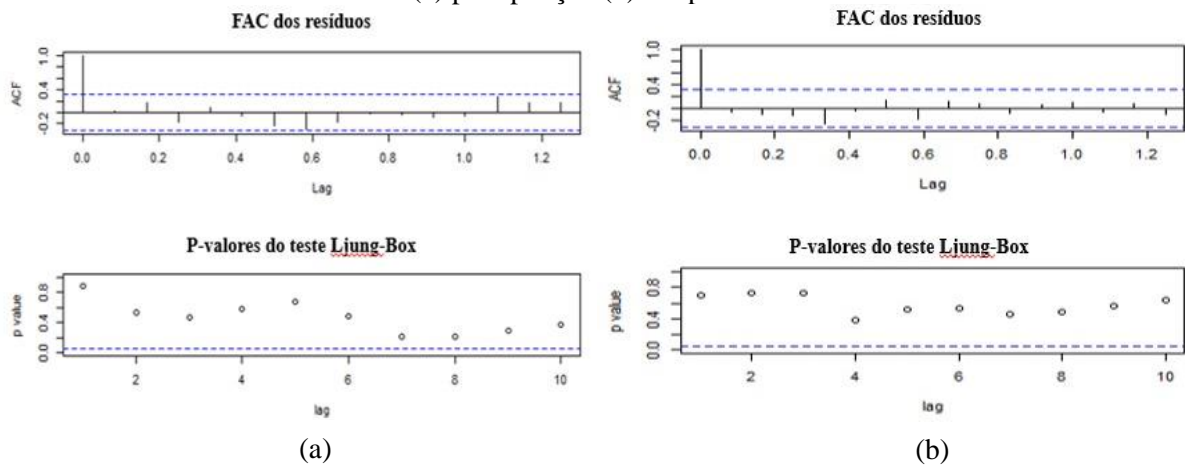 FAC dos resíduos
ACF
1.0
0.4
-0.2
0.0 0.2 0.4 0.6 0.8 1.0 1.2
Lag
P-valores do teste Ljung-Box
p value
0.8
0.4
0.0
2 4 6 8 10
lag
(a)
FAC dos resíduos
ACF
1.0
0.4
-0.2
0.0 0.2 0.4 0.6 0.8 1.0 1.2
Lag
P-valores do teste Ljung-Box
p value
0.8
0.4
0.0
2 4 6 8 10
lag
(b)